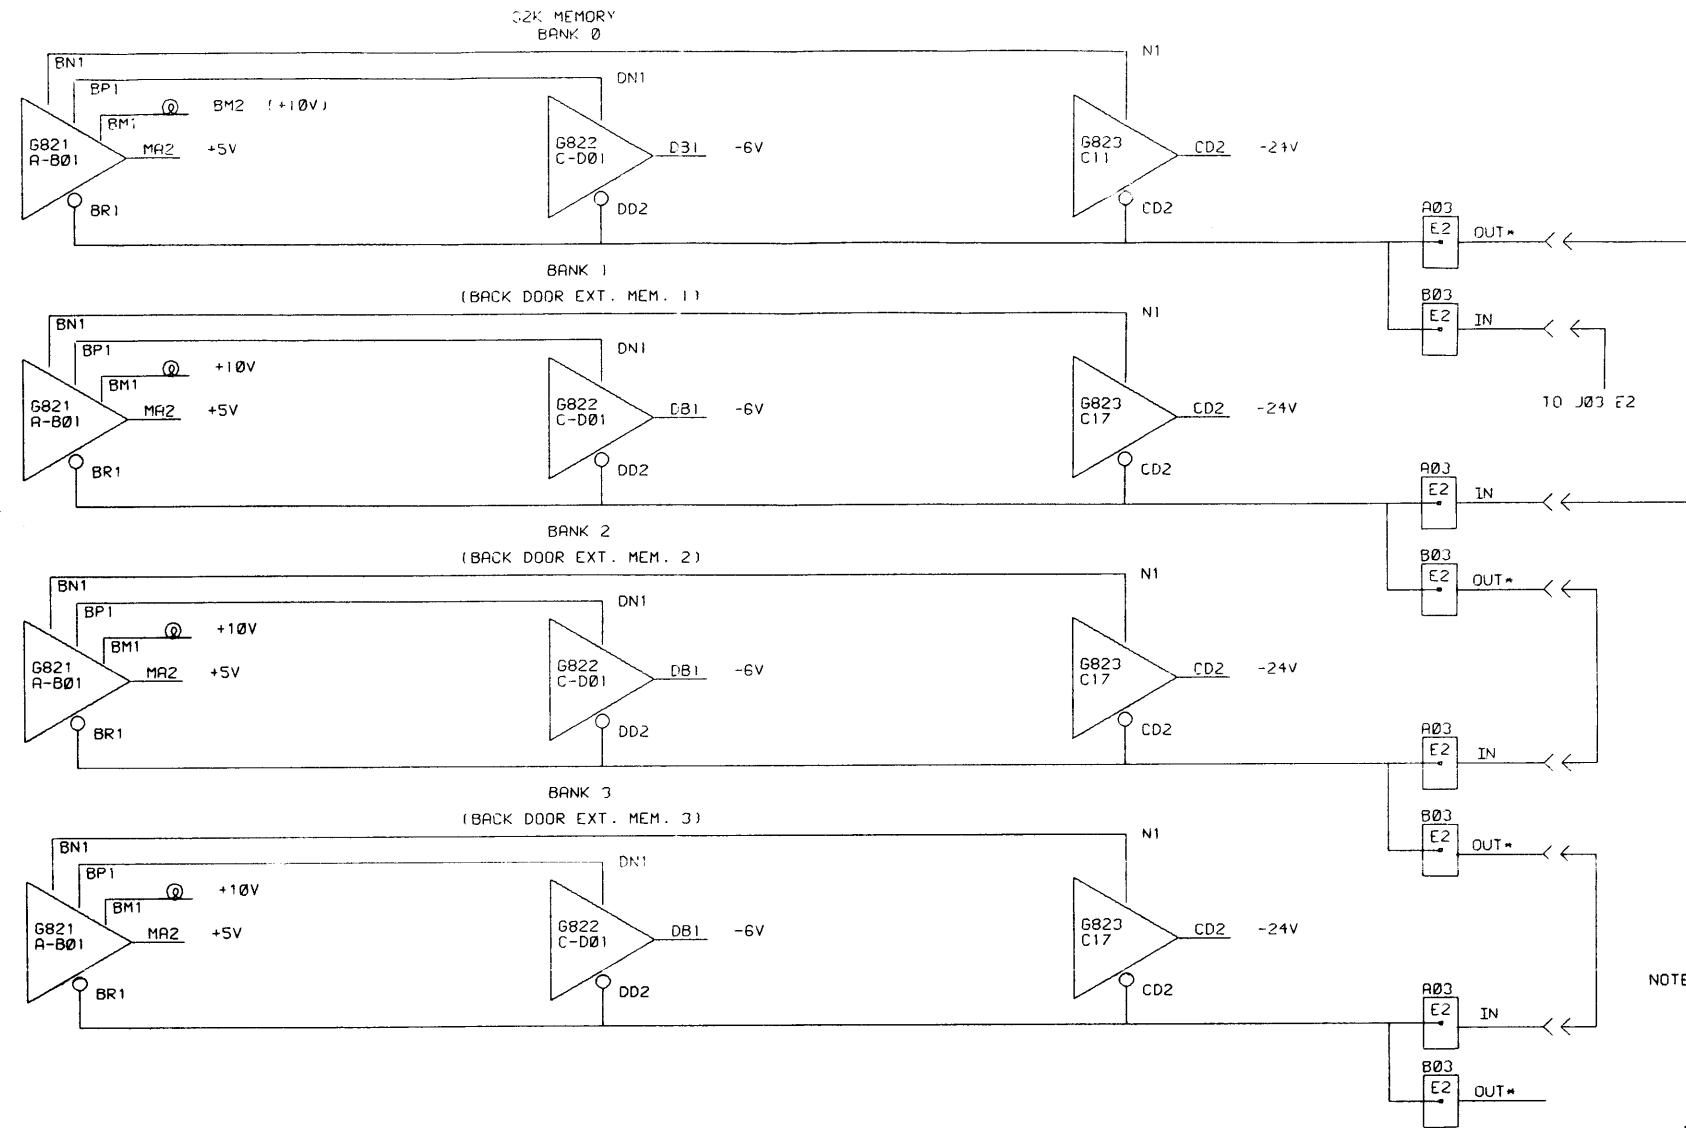 32K MEMORY
BANK 0
BN1 N1
BP1 DN1
BM1 BM2 (+10V)
G821 A-B01 MA2 +5V G822 C-D01 DB1 -6V G823 C11 CD2 -24V
BR1 DD2 CD2
A03
E2 OUT*
BANK 1
(BACK DOOR EXT. MEM. 1)
B03
E2 IN
TO J03 E2
BN1 N1
BP1 DN1
BM1 +10V
G821 A-B01 MA2 +5V G822 C-D01 DB1 -6V G823 C17 CD2 -24V
BR1 DD2 CD2
A03
E2 IN
BANK 2
(BACK DOOR EXT. MEM. 2)
B03
E2 OUT*
BN1 N1
BP1 DN1
BM1 +10V
G821 A-B01 MA2 +5V G822 C-D01 DB1 -6V G823 C17 CD2 -24V
BR1 DD2 CD2
A03
E2 IN
BANK 3
(BACK DOOR EXT. MEM. 3)
B03
E2 OUT*
BN1 N1
BP1 DN1
BM1 +10V
G821 A-B01 MA2 +5V G822 C-D01 DB1 -6V G823 C17 CD2 -24V
BR1 DD2 CD2
NOTE
A03
E2 IN
B03
E2 OUT*